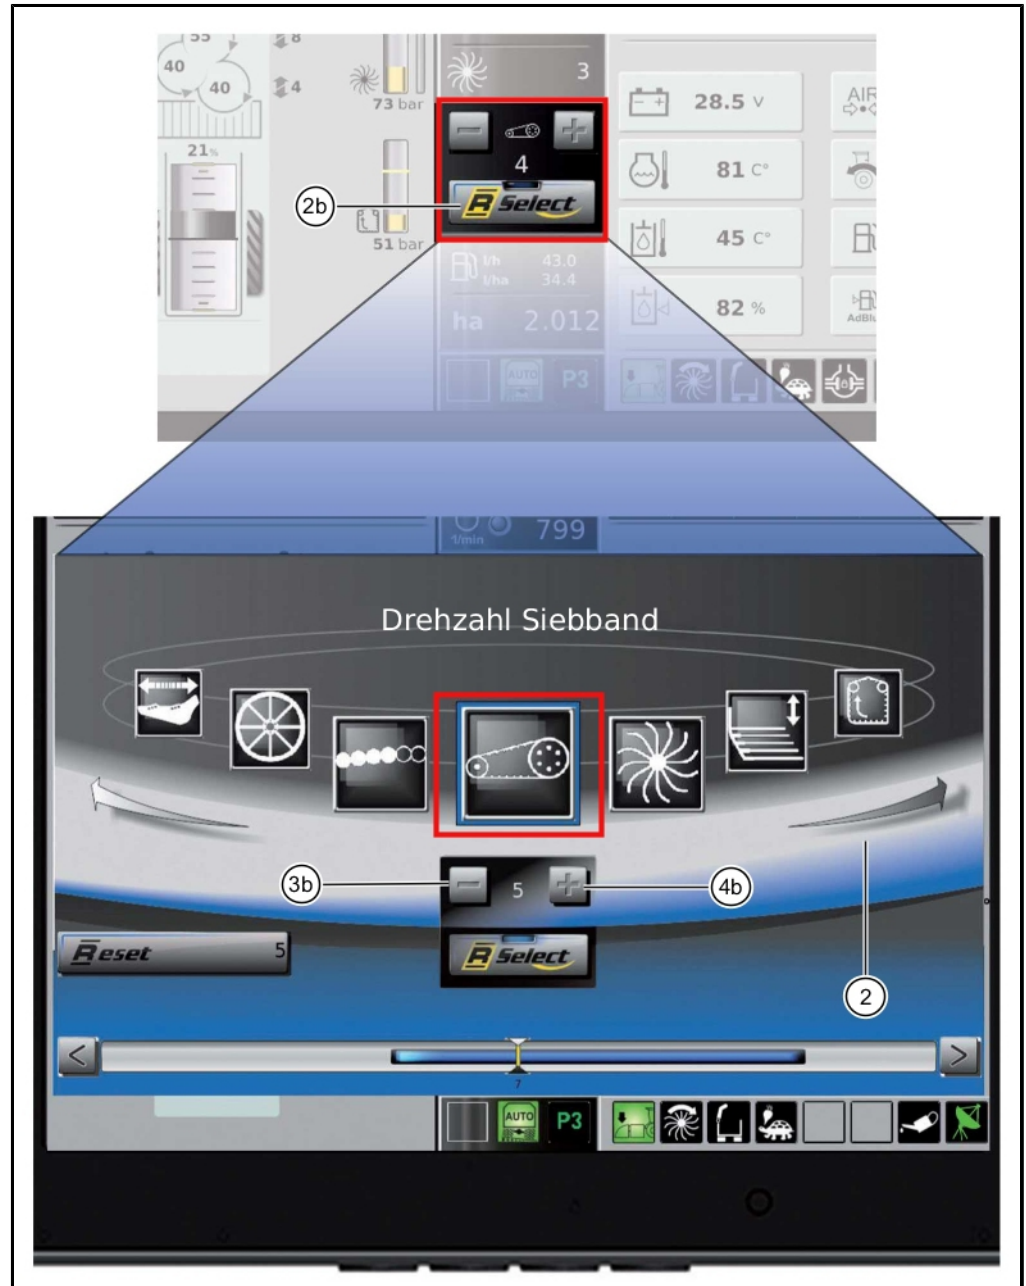 55
8
40
40
4
73 bar
3
28.5 V
AIR
4
21%
81 C°
2b
R Select
51 bar
45 C°
l/h 43.0
l/ha 34.4
82 %
ha 2.012
AUTO
P3
1/min 799
Drehzahl Siebband
3b
5
4b
Reset 5
R Select
2
<
>
7
AUTO
P3